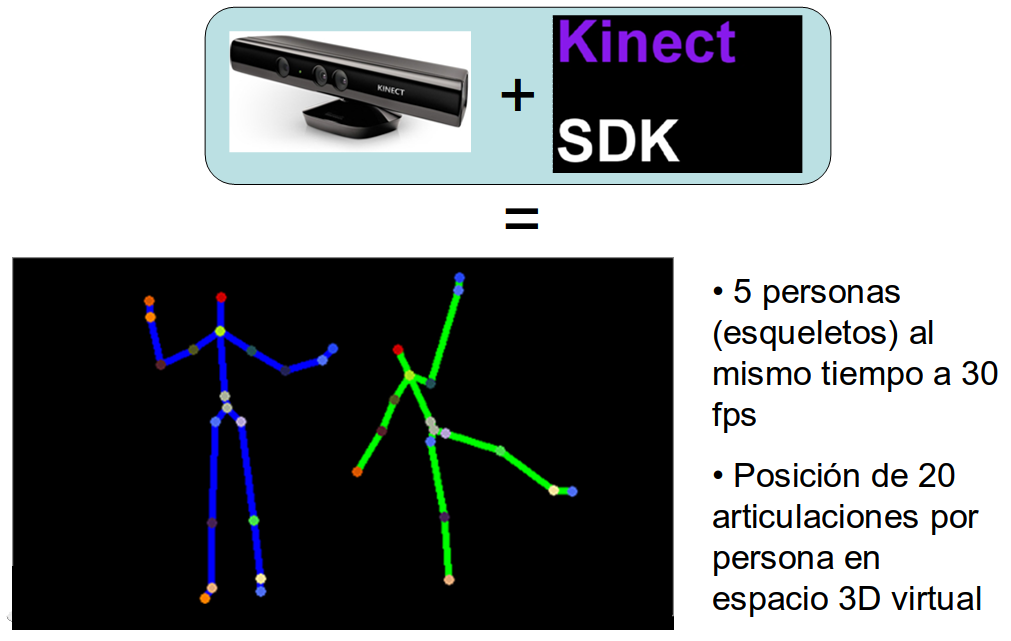 KINECT
+
Kinect
SDK
=
• 5 personas
(esqueletos) al
mismo tiempo a 30
fps
• Posición de 20
articulaciones por
persona en
espacio 3D virtual